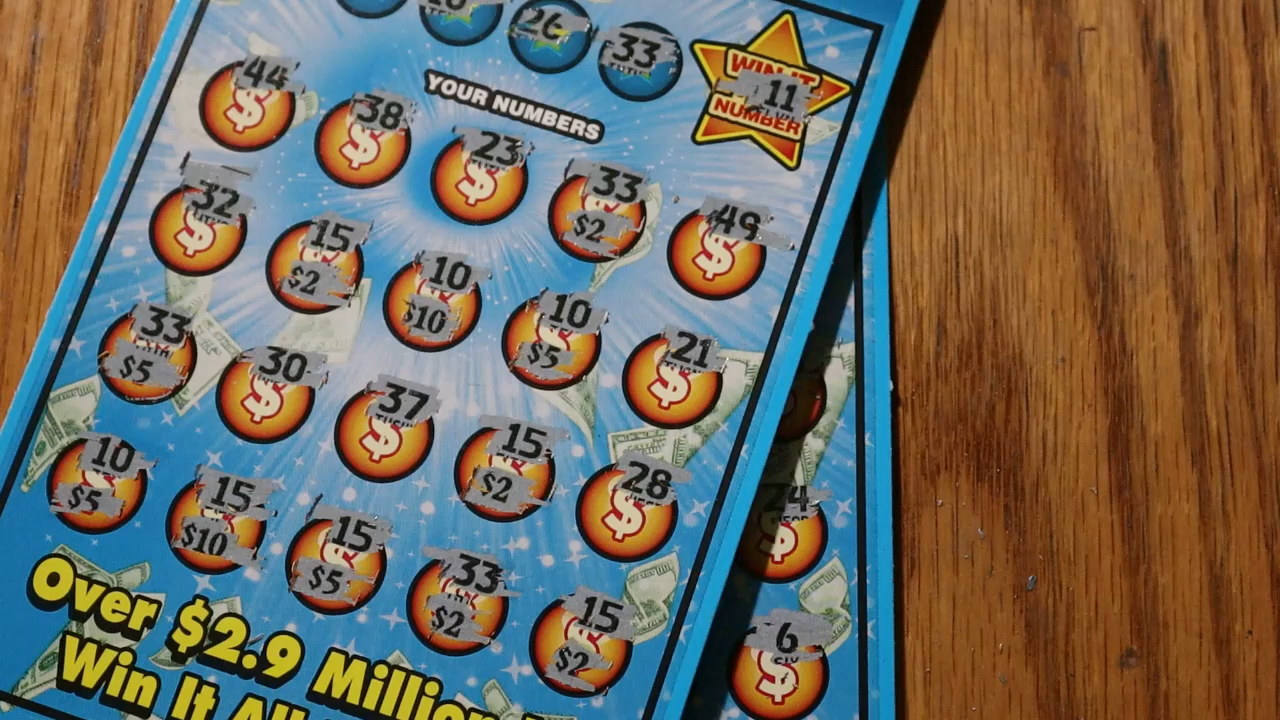 26 33
WIN IT
11
NUMBER
YOUR NUMBERS
44 38 23 33 49
$2
32 15 10 10 21
$2 $10 $5
33 30 37 15 28
$5 $2
10 15 15 33 15
$5 $10 $5 $2 $2
24
6
SIX
Over $2.9 Million
Win It All